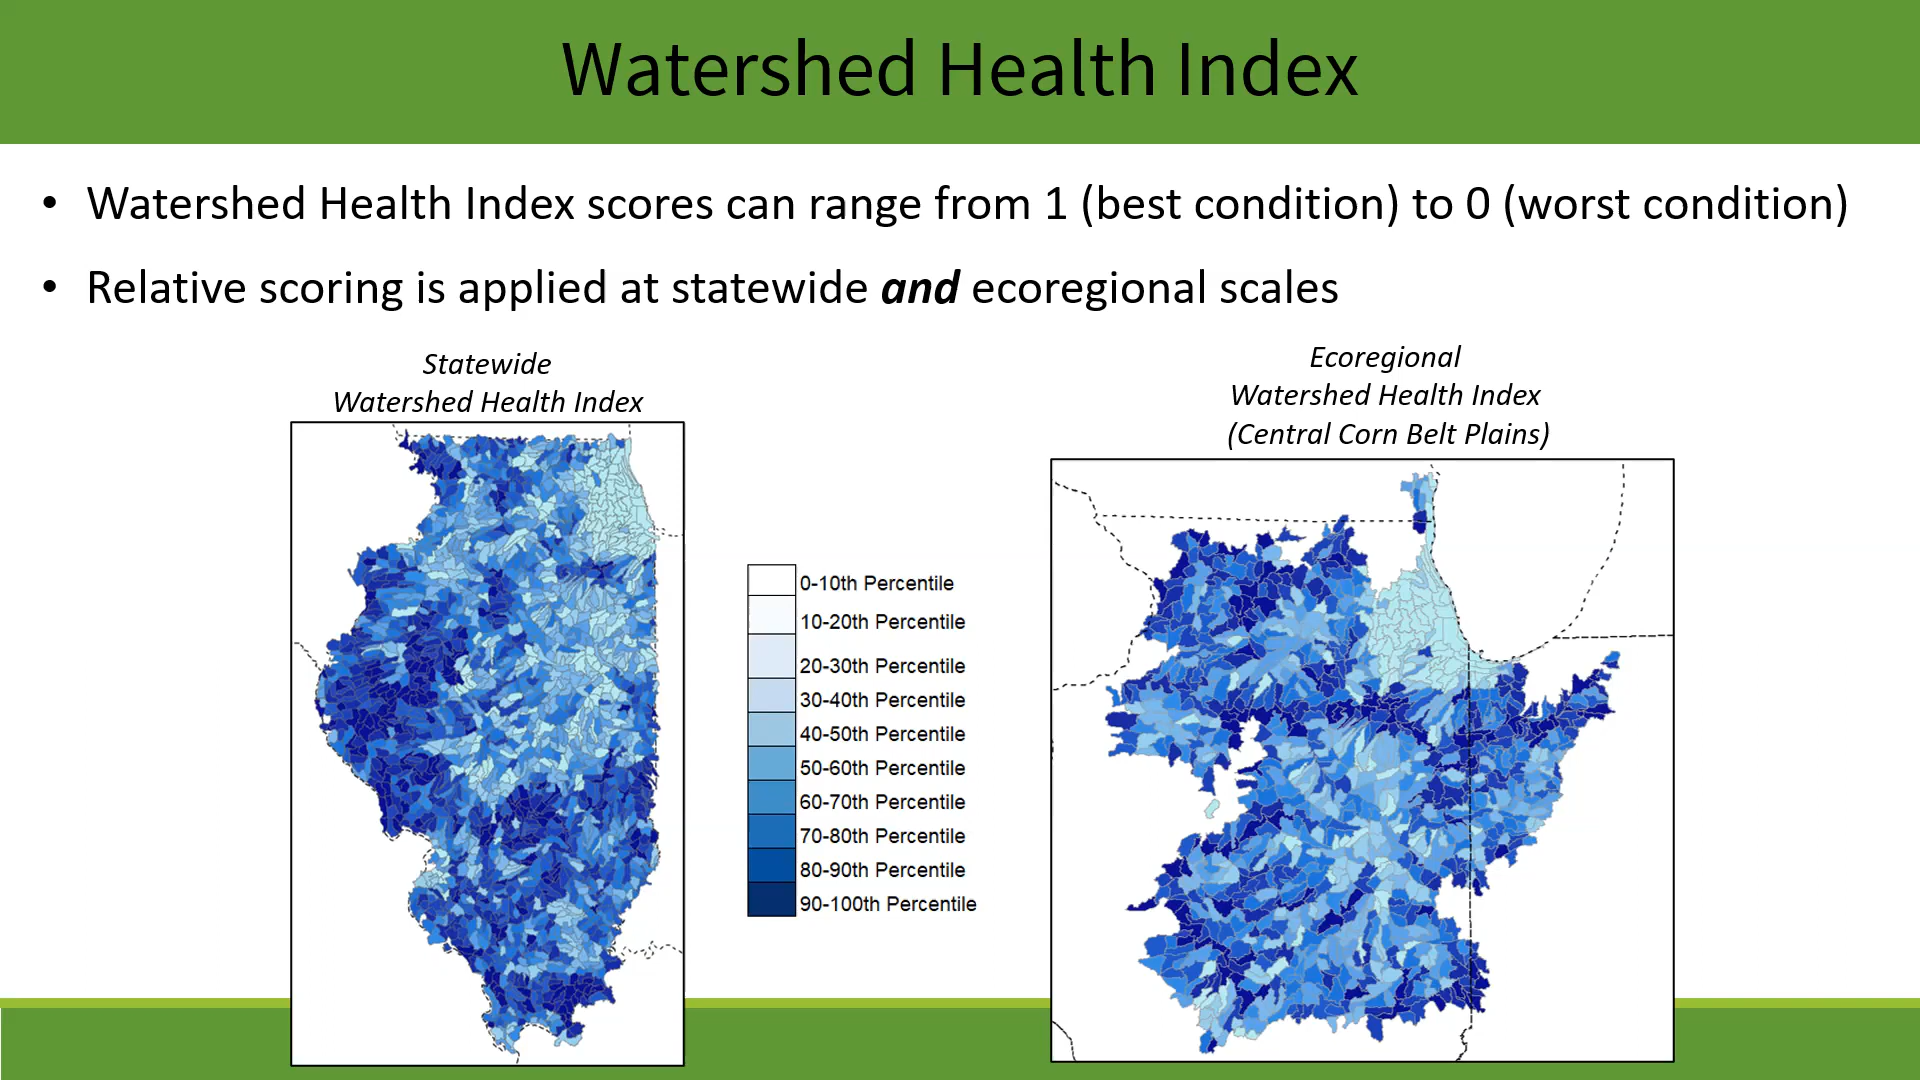 Watershed Health Index
• Watershed Health Index scores can range from 1 (best condition) to 0 (worst condition)
• Relative scoring is applied at statewide and ecoregional scales
Statewide
Watershed Health Index
Ecoregional
Watershed Health Index
(Central Corn Belt Plains)
0-10th Percentile
10-20th Percentile
20-30th Percentile
30-40th Percentile
40-50th Percentile
50-60th Percentile
60-70th Percentile
70-80th Percentile
80-90th Percentile
90-100th Percentile